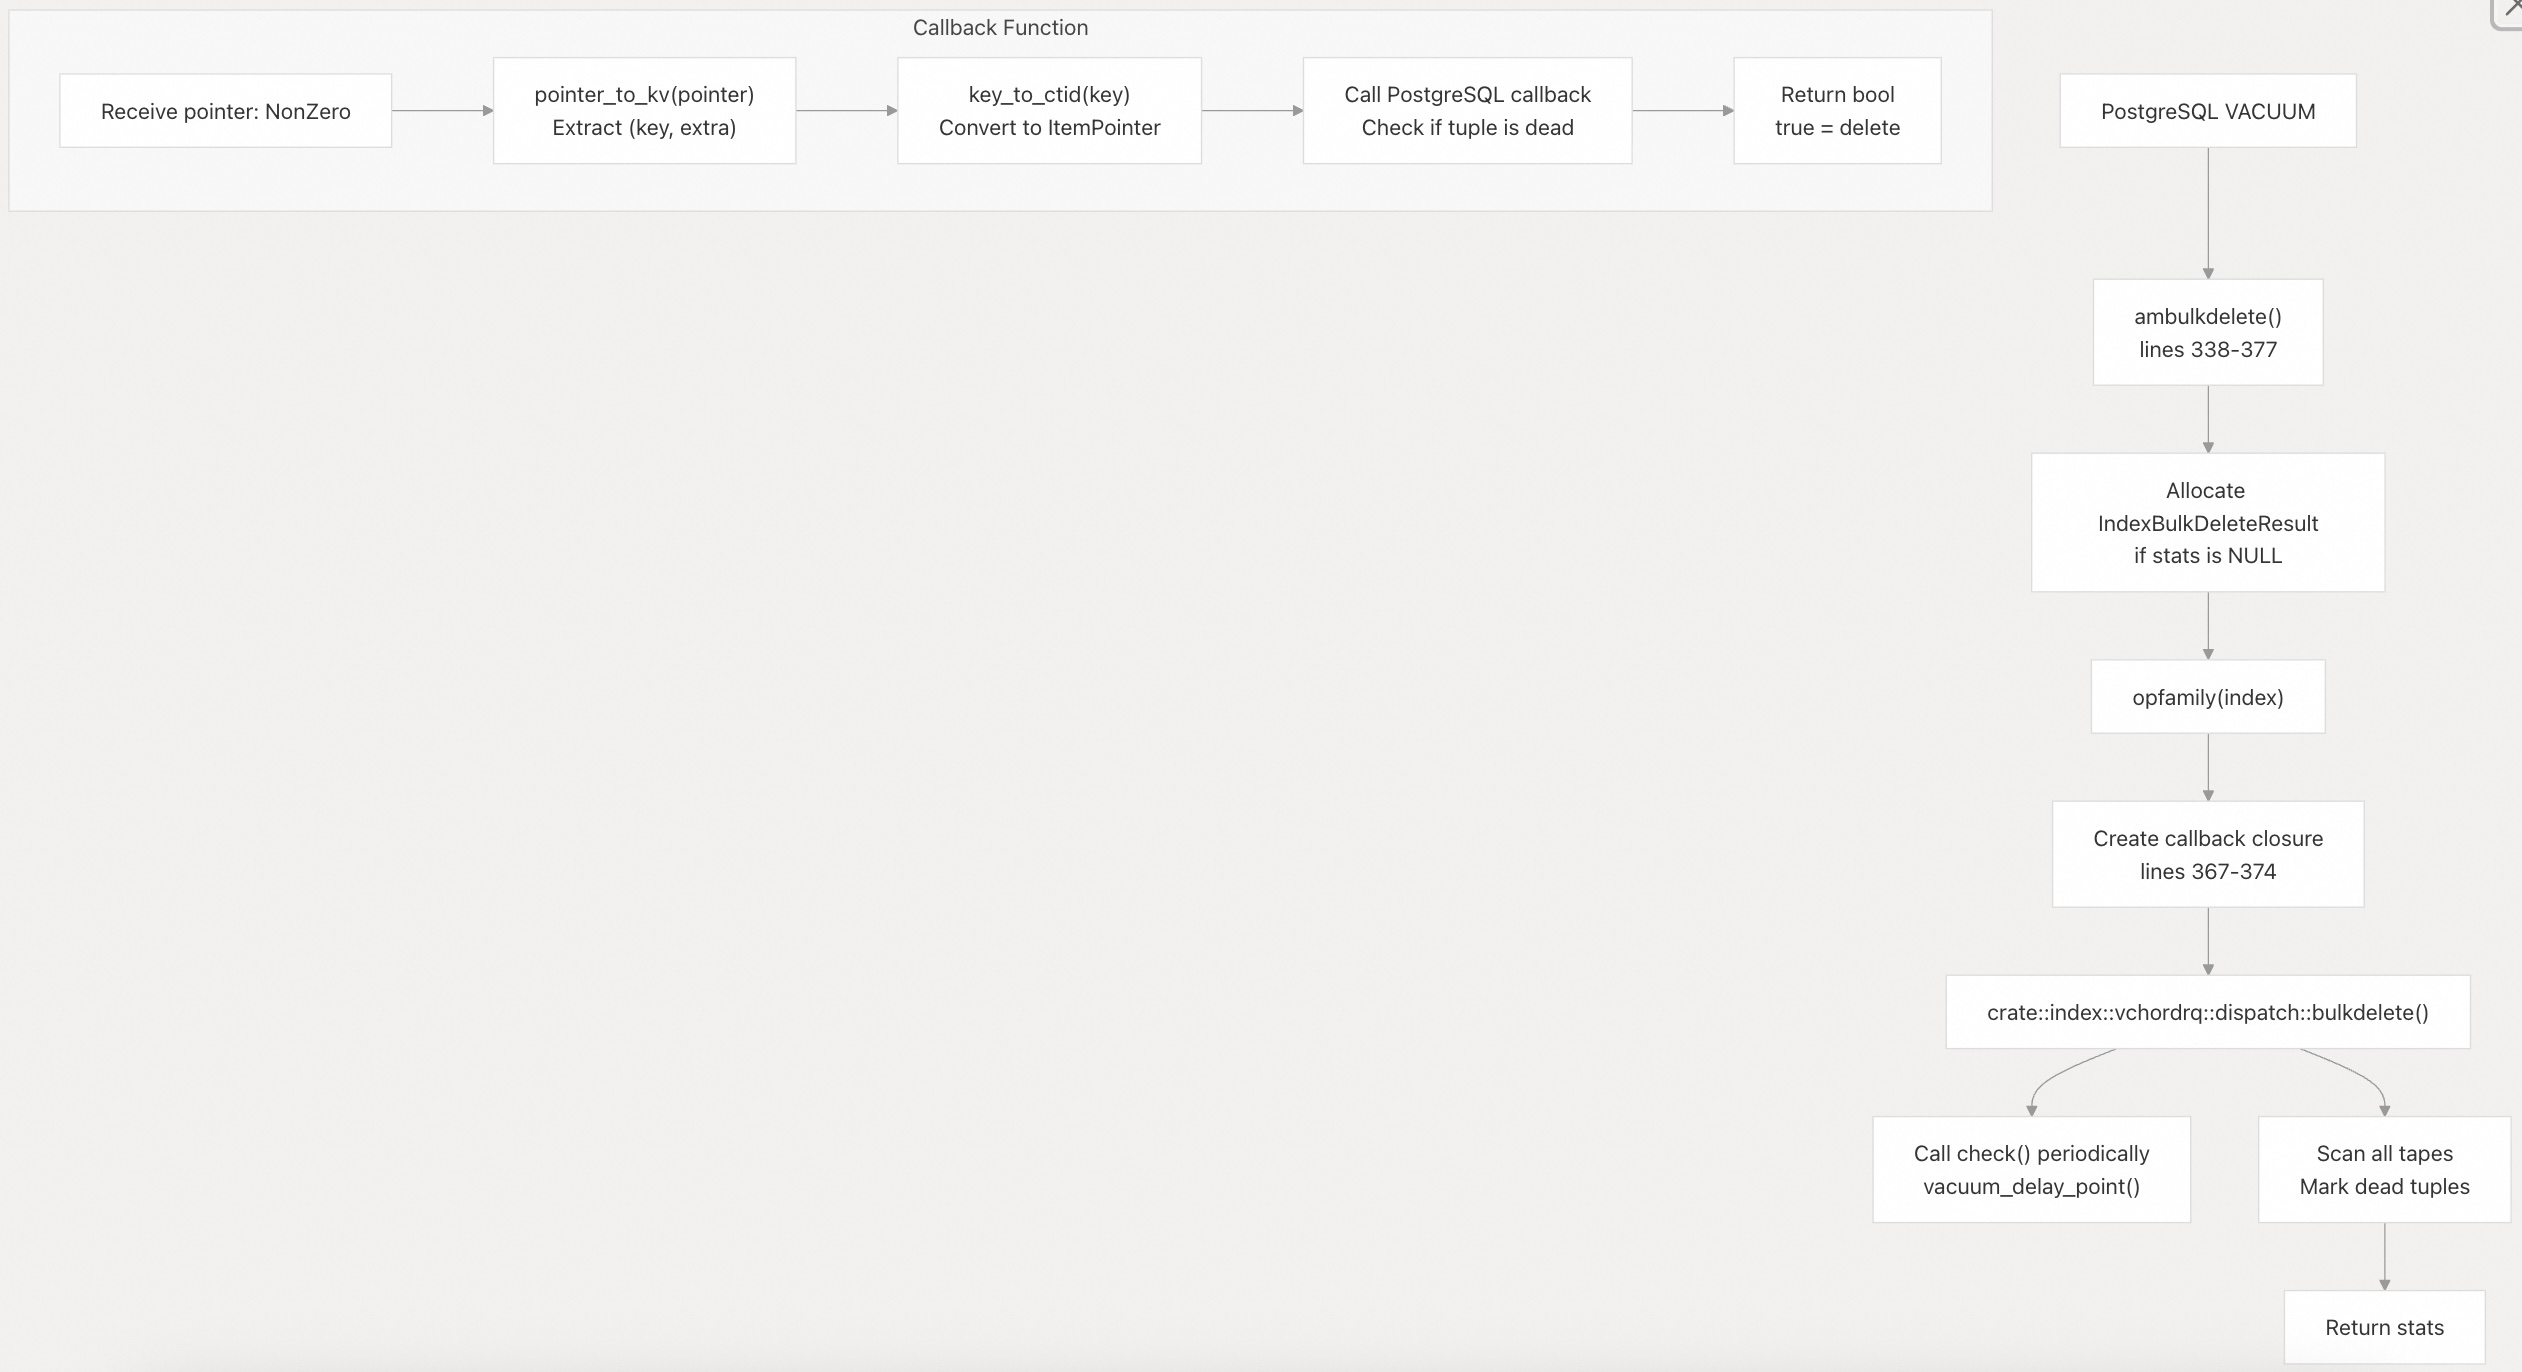 Callback Function
Receive pointer: NonZero
pointer_to_kv(pointer)
Extract (key, extra)
key_to_ctid(key)
Convert to ItemPointer
Call PostgreSQL callback
Check if tuple is dead
Return bool
true = delete
PostgreSQL VACUUM
ambulkdelete()
lines 338-377
Allocate
IndexBulkDeleteResult
if stats is NULL
opfamily(index)
Create callback closure
lines 367-374
crate::index::vchordrq::dispatch::bulkdelete()
Call check() periodically
vacuum_delay_point()
Scan all tapes
Mark dead tuples
Return stats